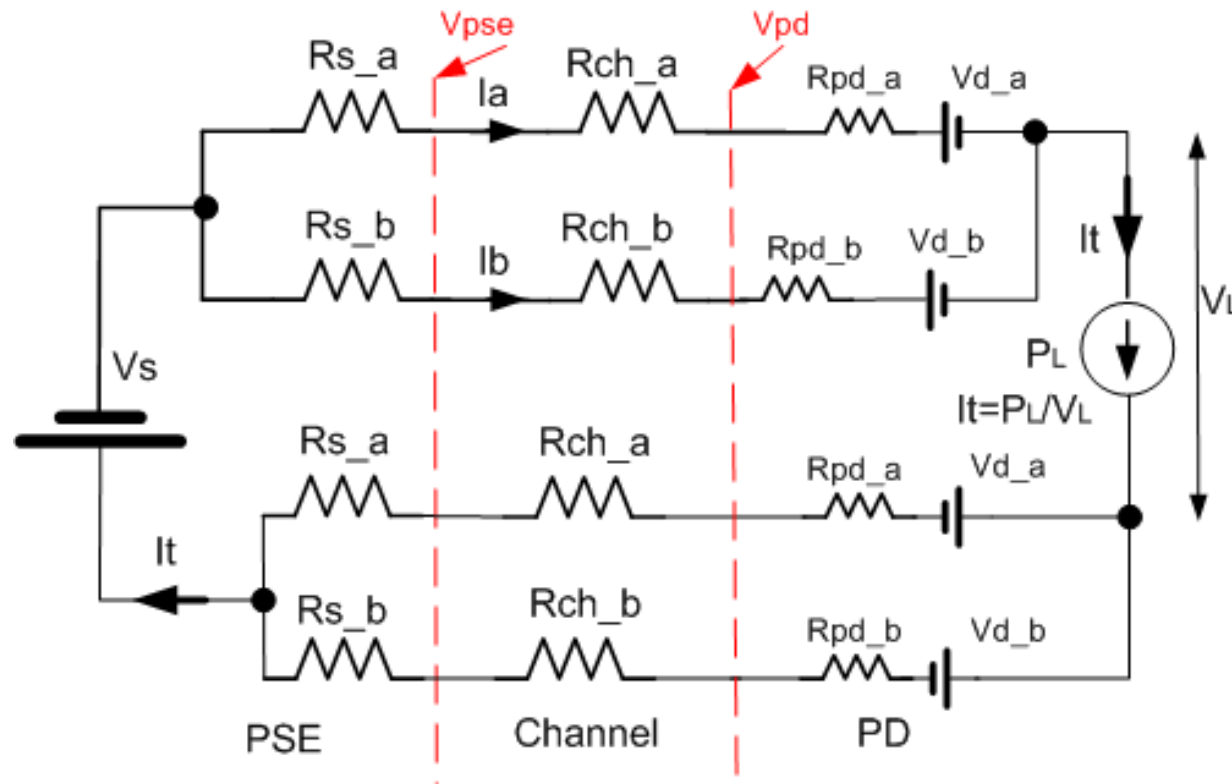 Vpse
Vpd
Rs_a
Ia
Rch_a
Rpd_a
Vd_a
Rs_b
Ib
Rch_b
Rpd_b
Vd_b
It
VL
Vs
PL
It=PL/VL
Rs_a
Rch_a
Rpd_a
Vd_a
It
Rs_b
Rch_b
Rpd_b
Vd_b
PSE
Channel
PD